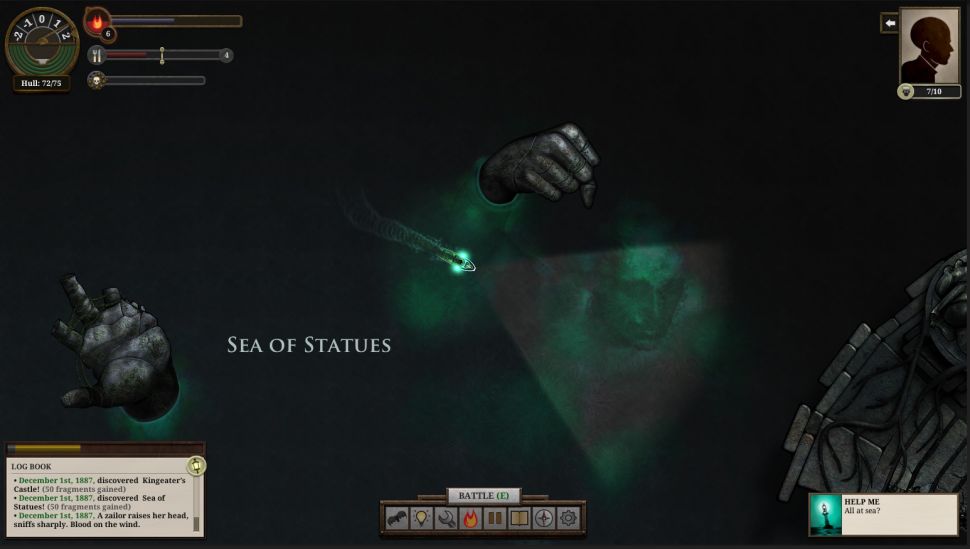 -2 -1 0 1 2
Hull: 72/75
6
4
7/10
SEA OF STATUES
LOG BOOK
• December 1st, 1887, discovered Kingeater's
Castle! (50 fragments gained)
• December 1st, 1887, discovered Sea of
Statues! (50 fragments gained)
• December 1st, 1887, A zailor raises her head,
sniffs sharply. Blood on the wind.
BATTLE (E)
HELP ME
All at sea?